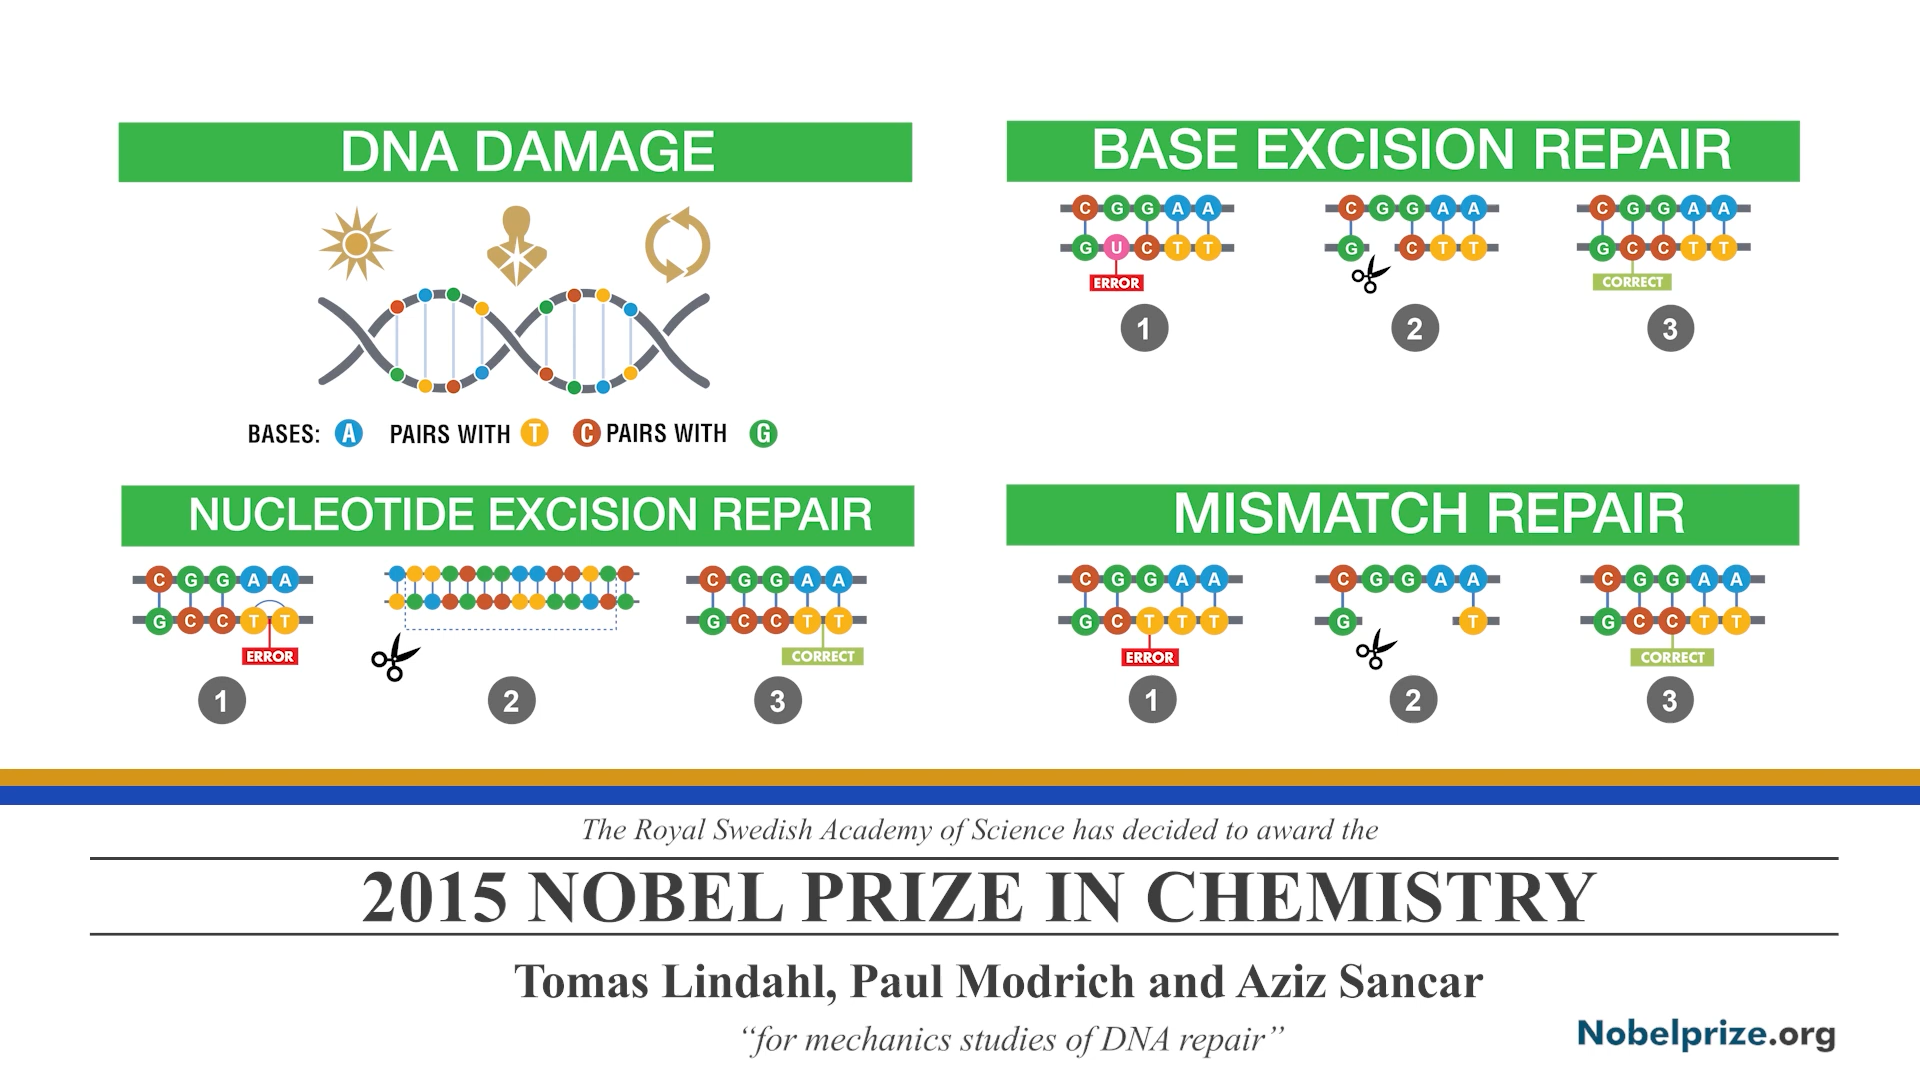 DNA DAMAGE
BASES: A PAIRS WITH T C PAIRS WITH G
BASE EXCISION REPAIR
C G G A A
G U C T T
ERROR
1
C G G A A
G C T T
2
C G G A A
G C C T T
CORRECT
3
NUCLEOTIDE EXCISION REPAIR
C G G A A
G C C T T
ERROR
1
2
C G G A A
G C C T T
CORRECT
3
MISMATCH REPAIR
C G G A A
G C T T T
ERROR
1
C G G A A
G T
2
C G G A A
G C C T T
CORRECT
3
The Royal Swedish Academy of Science has decided to award the
2015 NOBEL PRIZE IN CHEMISTRY
Tomas Lindahl, Paul Modrich and Aziz Sancar
“for mechanics studies of DNA repair”
Nobelprize.org